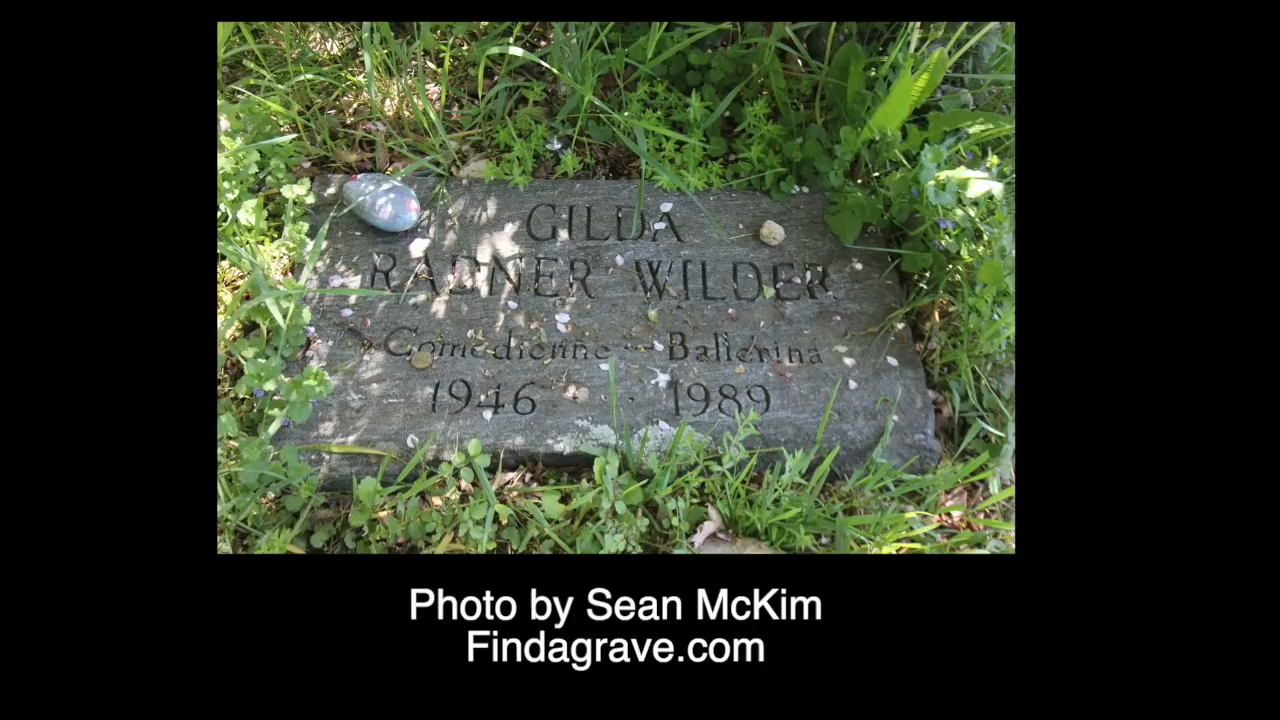 GILDA
RADNER WILDER
Comedienne – Ballerina
1946 1989
Photo by Sean McKim
Findagrave.com